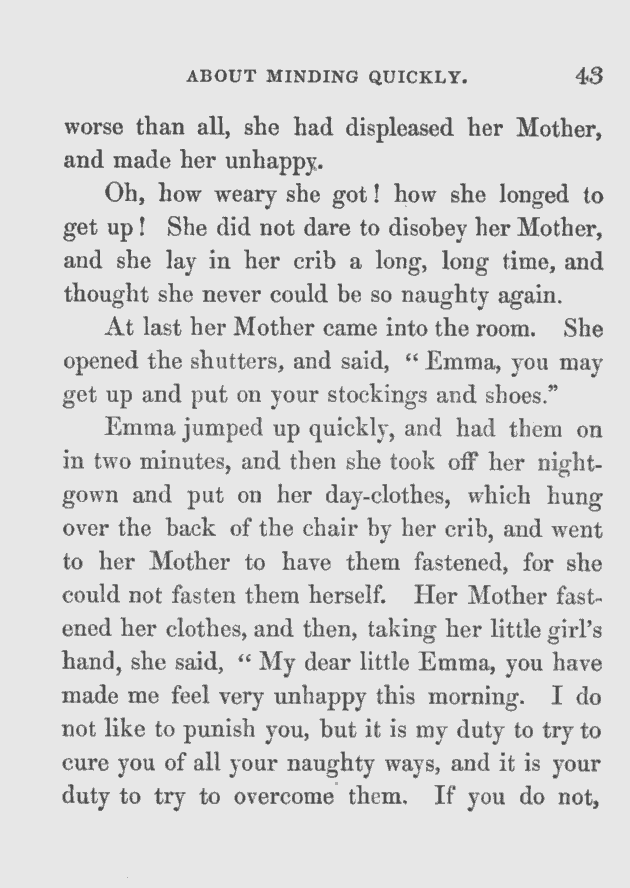 ABOUT MINDING QUICKLY. 43
worse than all, she had displeased her Mother,
and made her unhappy.
Oh, how weary she got! how she longed to
get up! She did not dare to disobey her Mother,
and she lay in her crib a long, long time, and
thought she never could be so naughty again.
At last her Mother came into the room. She
opened the shutters, and said, “ Emma, you may
get up and put on your stockings and shoes.”
Emma jumped up quickly, and had them on
in two minutes, and then she took off her night-
gown and put on her day-clothes, which hung
over the back of the chair by her crib, and went
to her Mother to have them fastened, for she
could not fasten them herself. Her Mother fast-
ened her clothes, and then, taking her little girl’s
hand, she said, “ My dear little Emma, you have
made me feel very unhappy this morning. I do
not like to punish you, but it is my duty to try to
cure you of all your naughty ways, and it is your
duty to try to overcome them. If you do not,